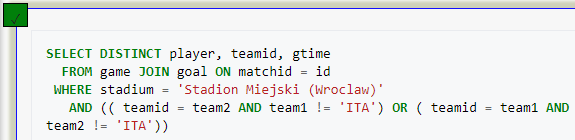 ✓
SELECT DISTINCT player, teamid, gtime
FROM game JOIN goal ON matchid = id
WHERE stadium = 'Stadion Miejski (Wroclaw)'
AND (( teamid = team2 AND team1 != 'ITA') OR ( teamid = team1 AND
team2 != 'ITA'))